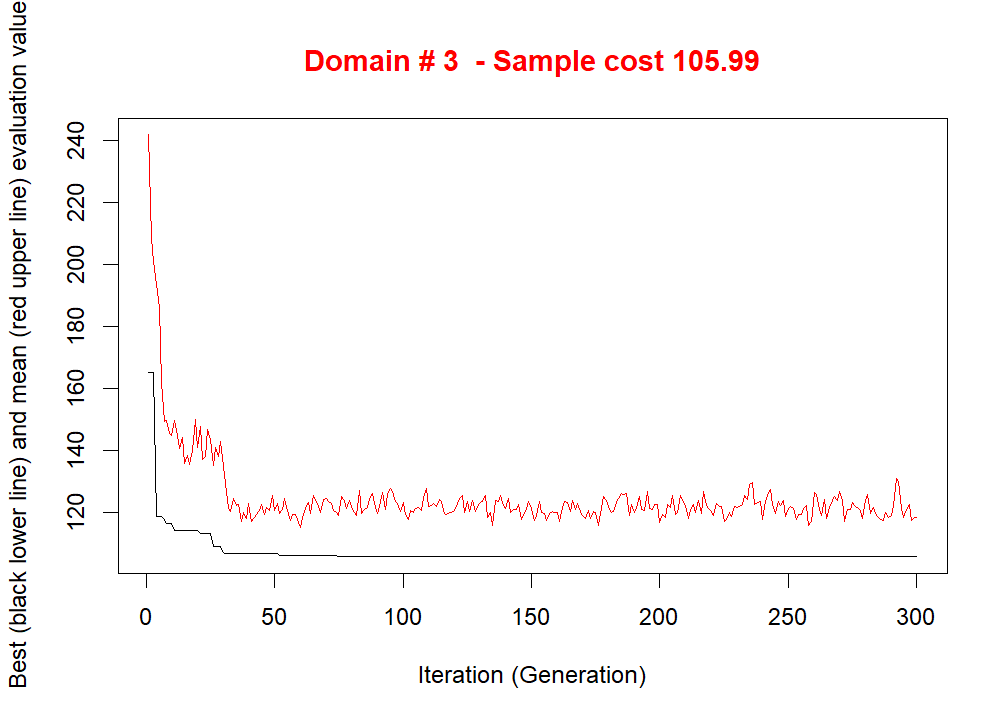 Domain # 3  - Sample cost 105.99
Best (black lower line) and mean (red upper line) evaluation value
240
220
200
180
160
140
120
0 50 100 150 200 250 300
Iteration (Generation)